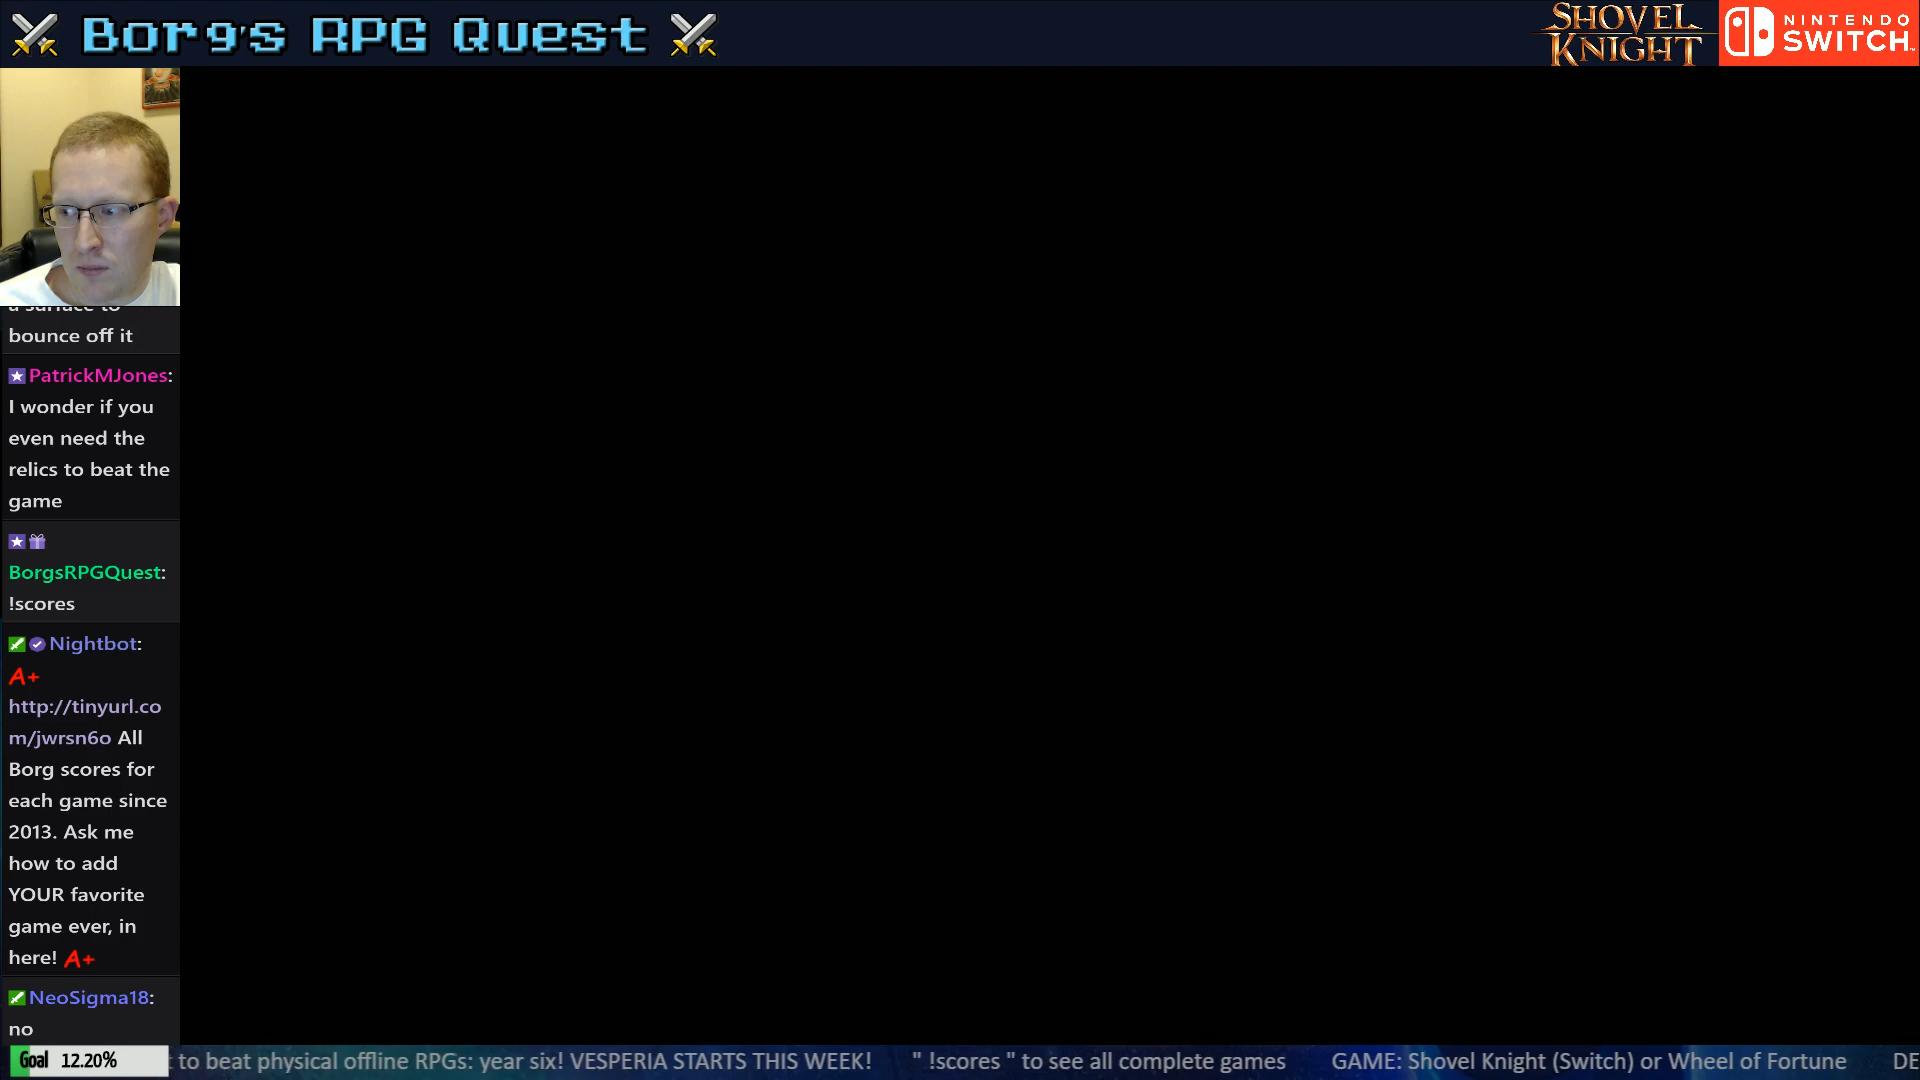 Borg's RPG Quest
SHOVEL
KNIGHT
NINTENDO
SWITCH
a surface to
bounce off it
PatrickMJones:
I wonder if you
even need the
relics to beat the
game
BorgsRPGQuest:
!scores
Nightbot:
A+
http://tinyurl.co
m/jwrsn6o All
Borg scores for
each game since
2013. Ask me
how to add
YOUR favorite
game ever, in
here! A+
NeoSigma18:
no
Goal 12.20%
t to beat physical offline RPGs: year six! VESPERIA STARTS THIS WEEK! " !scores " to see all complete games GAME: Shovel Knight (Switch) or Wheel of Fortune DE